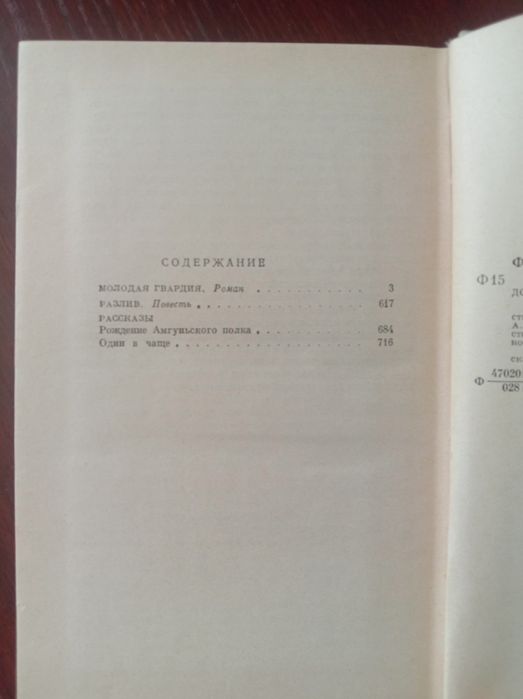 СОДЕРЖАНИЕ
МОЛОДАЯ ГВАРДИЯ. Роман . . . . . . . . . . . 3
РАЗЛИВ. Повесть . . . . . . . . . . . . . . . . 617
РАССКАЗЫ
Рождение Амгуньского полка . . . . . . . . . . . 684
Один в чаще . . . . . . . . . . . . . . . . . . 716
Ф
Ф15
47020
Ф
028